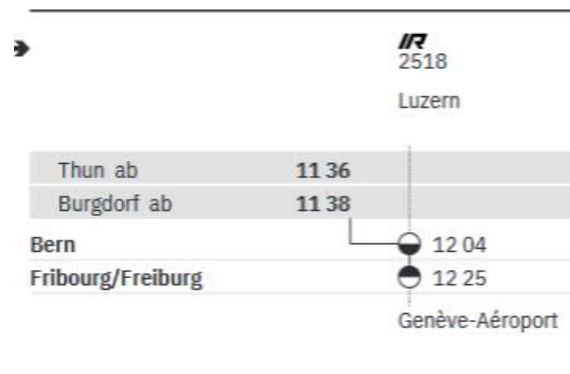 IR
2518
Luzern
Thun ab 11 36
Burgdorf ab 11 38
Bern 12 04
Fribourg/Freiburg 12 25
Genève-Aéroport